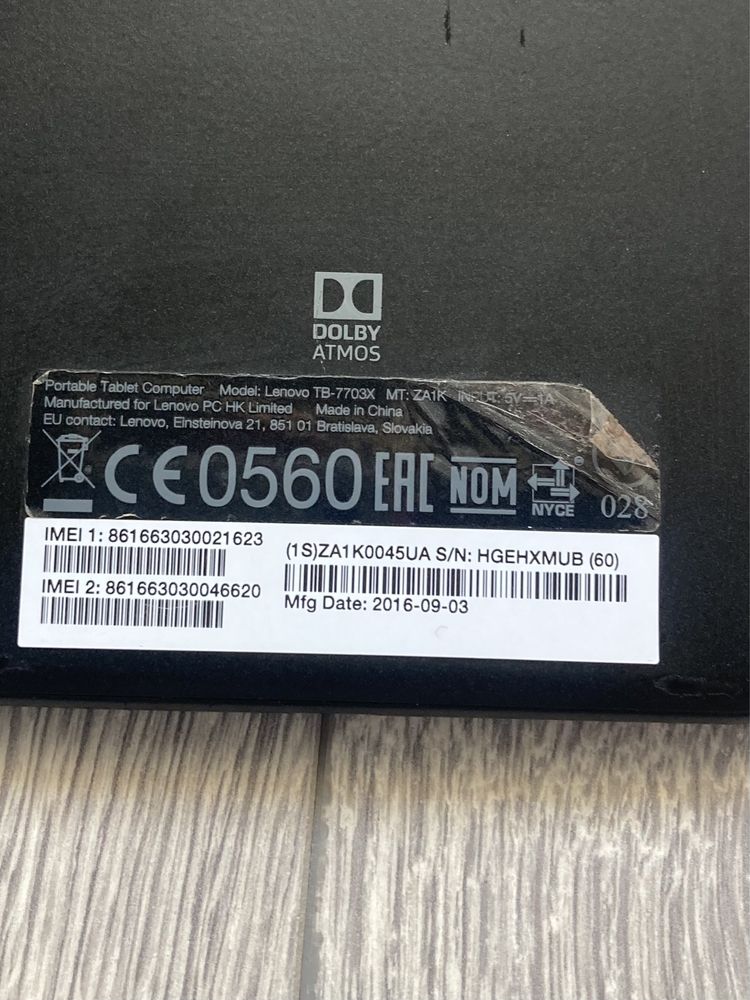 DOLBY
ATMOS
Portable Tablet Computer Model: Lenovo TB-7703X MT: ZA1K INPUT: 5V⎓1A
Manufactured for Lenovo PC HK Limited Made in China
EU contact: Lenovo, Einsteinova 21, 851 01 Bratislava, Slovakia
CE0560 EAC NOM NYCE 028
IMEI 1: 861663030021623
IMEI 2: 861663030046620
(1S)ZA1K0045UA S/N: HGEHXMUB (60)
Mfg Date: 2016-09-03